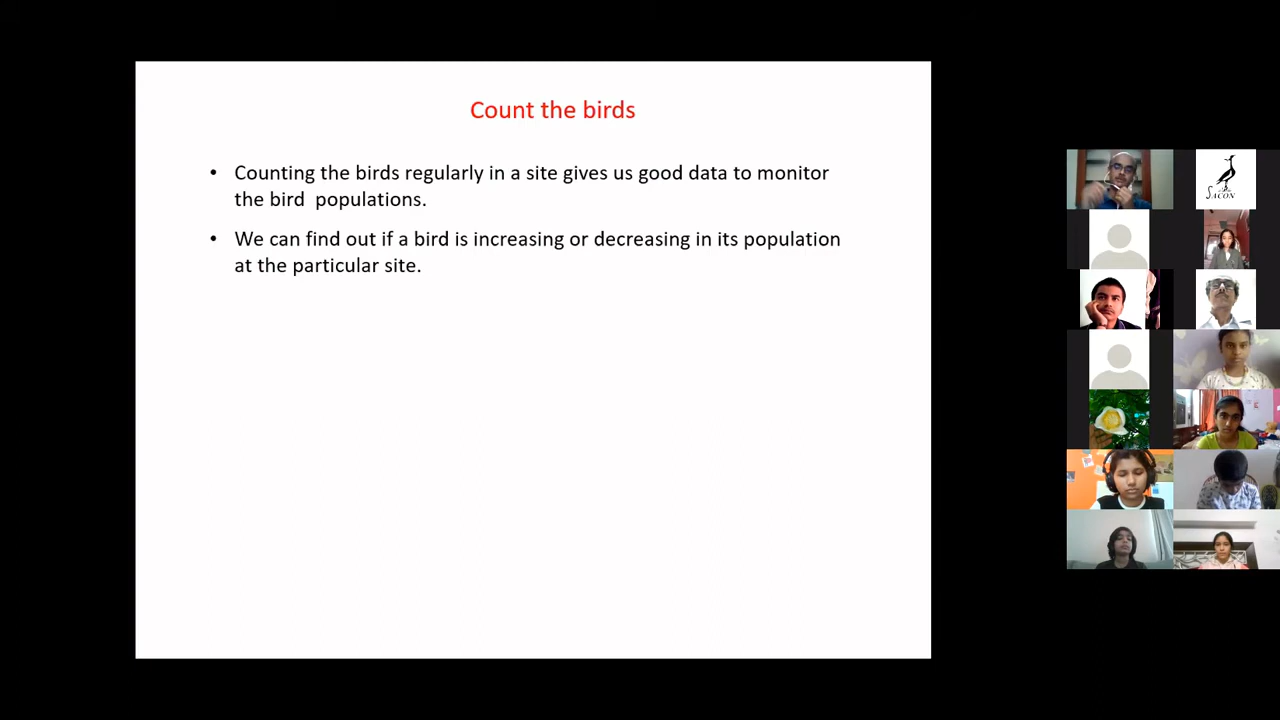 Count the birds
• Counting the birds regularly in a site gives us good data to monitor
the bird populations.
• We can find out if a bird is increasing or decreasing in its population
at the particular site.
SACON